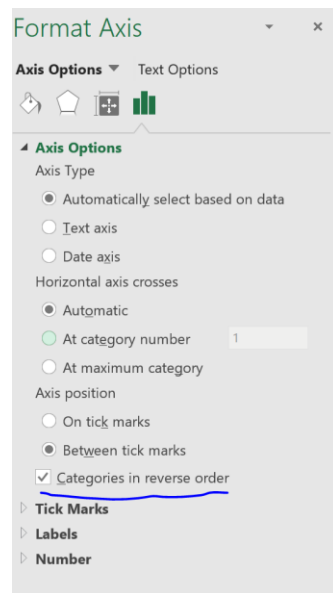 Format Axis
Axis Options Text Options
Axis Options
Axis Type
Automatically select based on data
Text axis
Date axis
Horizontal axis crosses
Automatic
At category number 1
At maximum category
Axis position
On tick marks
Between tick marks
Categories in reverse order
Tick Marks
Labels
Number